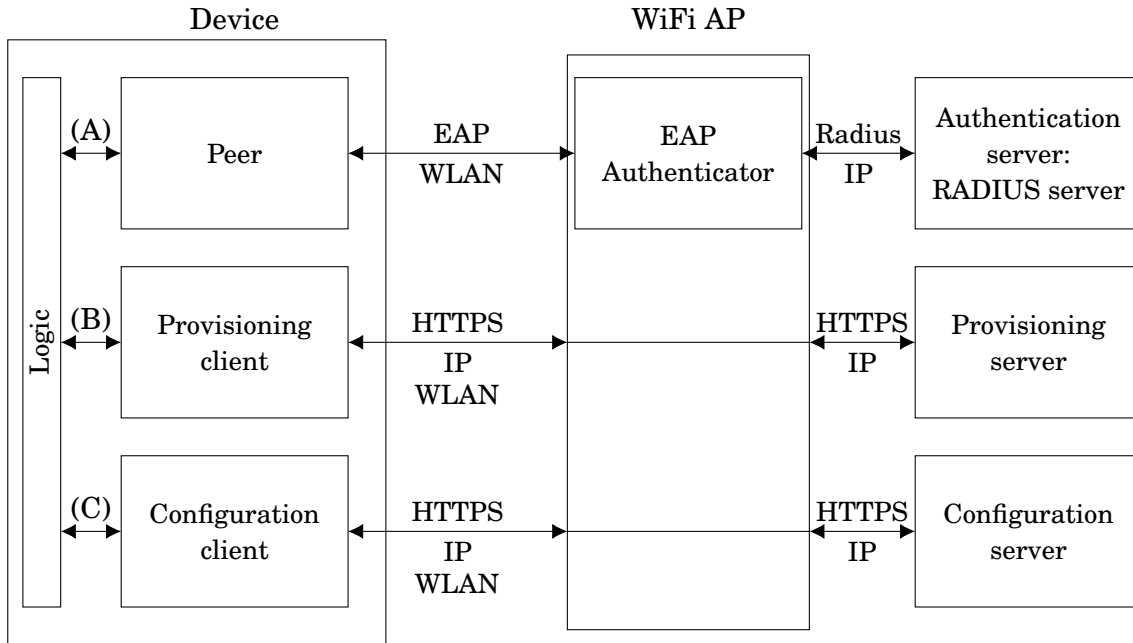 Device
WiFi AP
Logic
(A)
Peer
EAP
WLAN
EAP
Authenticator
Radius
IP
Authentication
server:
RADIUS server
(B)
Provisioning
client
HTTPS
IP
WLAN
HTTPS
IP
Provisioning
server
(C)
Configuration
client
HTTPS
IP
WLAN
HTTPS
IP
Configuration
server